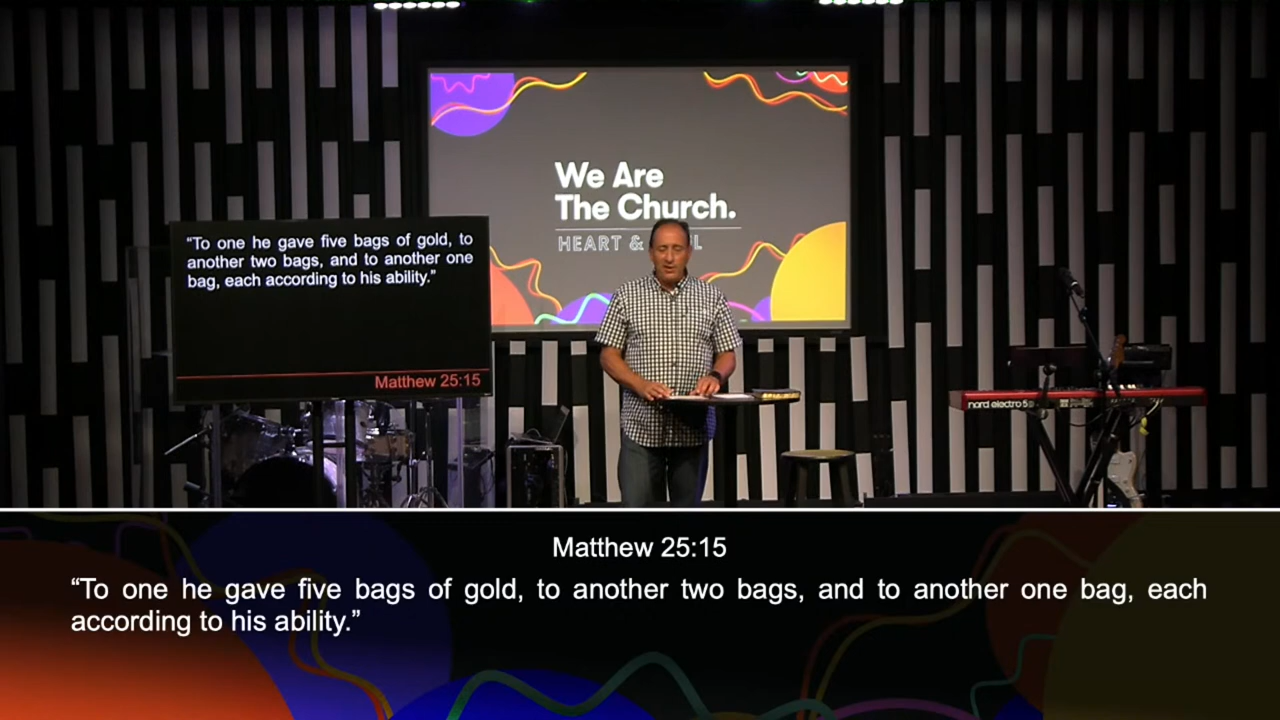 We Are
The Church.
HEART &
“To one he gave five bags of gold, to
another two bags, and to another one
bag, each according to his ability.”
Matthew 25:15
nord electro 5
Matthew 25:15
“To one he gave five bags of gold, to another two bags, and to another one bag, each
according to his ability.”